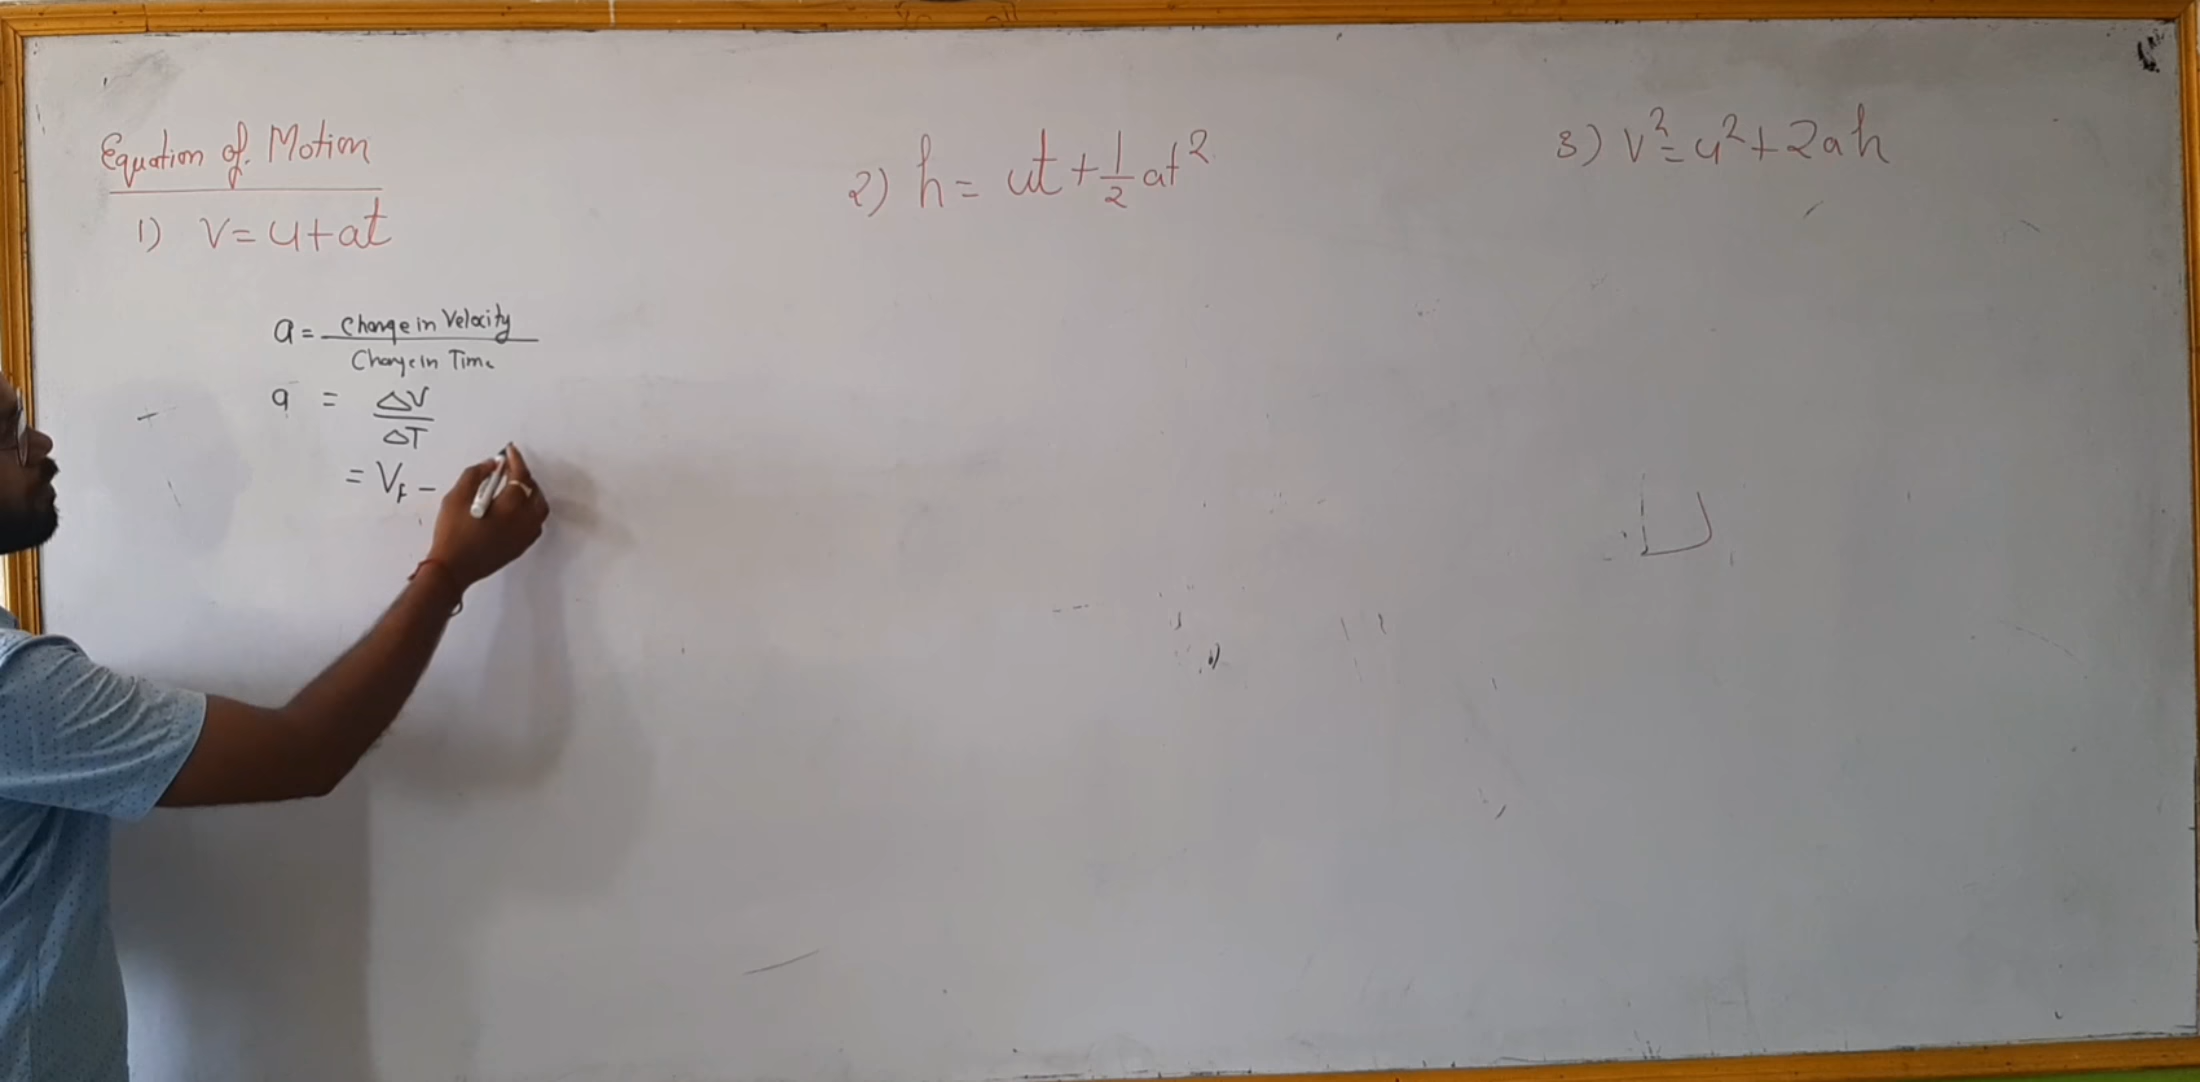 Equation of Motion
1) V = u + at
a = Change in Velocity / Change in Time
a = ΔV / ΔT
= V_F -
2) h = ut + 1/2 at²
3) V² = u² + 2ah